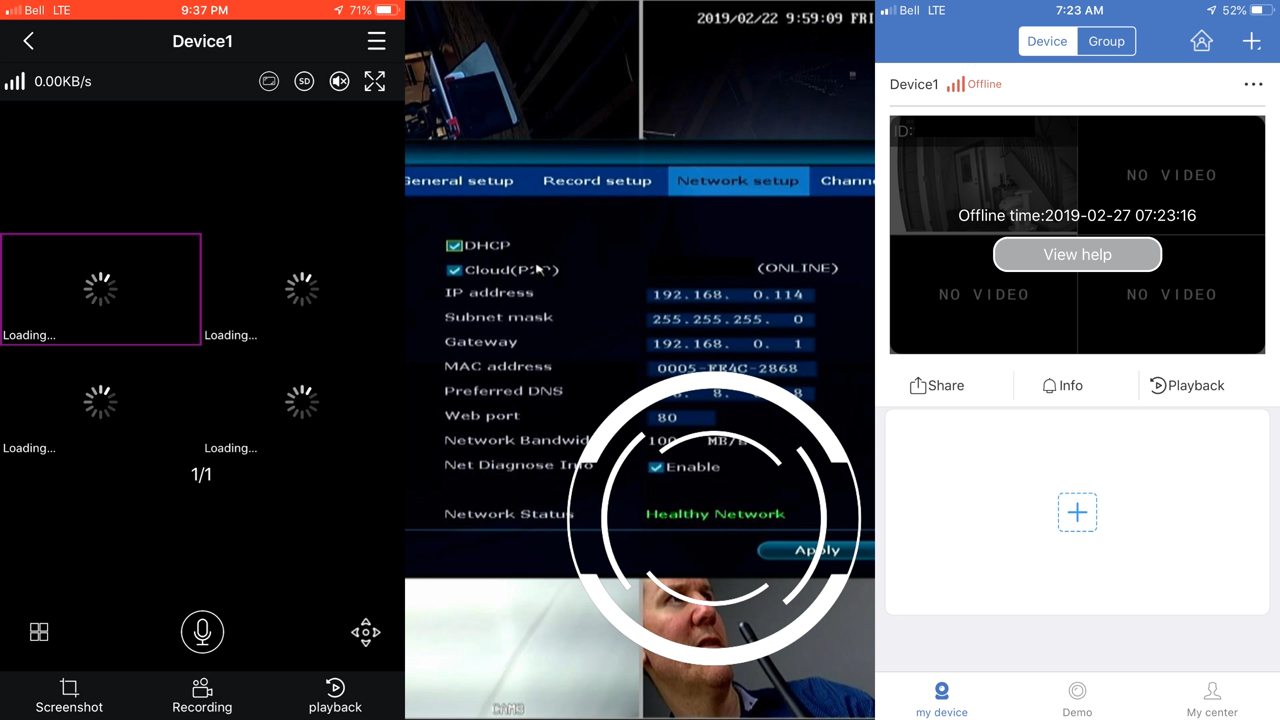 Bell LTE
9:37 PM
71%
Device1
0.00KB/s
SD
Loading...
Loading...
Loading...
Loading...
1/1
Screenshot
Recording
playback
2019/02/22 9:59:09 FRI
General setup
Record setup
Network setup
DHCP
(ONLINE)
IP address
192.168. 0.114
Subnet mask
255.255.255. 0
Gateway
192.168. 0. 1
MAC address
Preferred DNS
8. 8
Web port
80
Network
Net Diagnose Info
Enable
Network Status
Healthy Network
Apply
CAM3
Bell LTE
7:23 AM
52%
Device
Group
Device1
Offline
ID:
NO VIDEO
Offline time:2019-02-27 07:23:16
View help
NO VIDEO
NO VIDEO
Share
Info
Playback
my device
Demo
My center